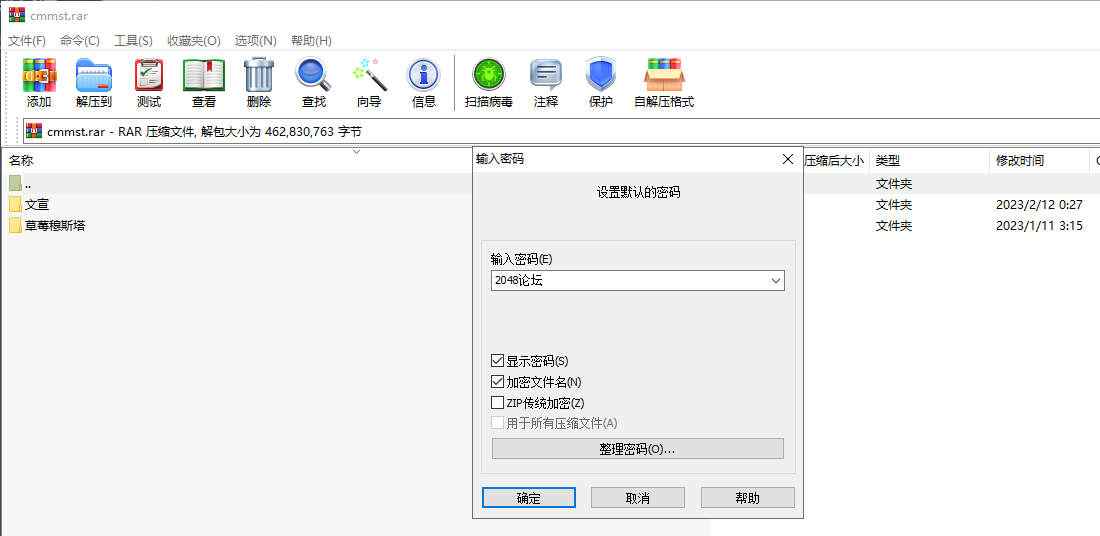 cmmst.rar
文件(F) 命令(C) 工具(S) 收藏夹(O) 选项(N) 帮助(H)
添加 解压到 测试 查看 删除 查找 向导 信息 扫描病毒 注释 保护 自解压格式
cmmst.rar - RAR 压缩文件, 解包大小为 462,830,763 字节
名称 压缩后大小 类型 修改时间
.. 文件夹
文宣 文件夹 2023/2/12 0:27
草莓穆斯塔 文件夹 2023/1/11 3:15
输入密码
设置默认的密码
输入密码(E)
2048论坛
显示密码(S)
加密文件名(N)
ZIP传统加密(Z)
用于所有压缩文件(A)
整理密码(O)...
确定 取消 帮助